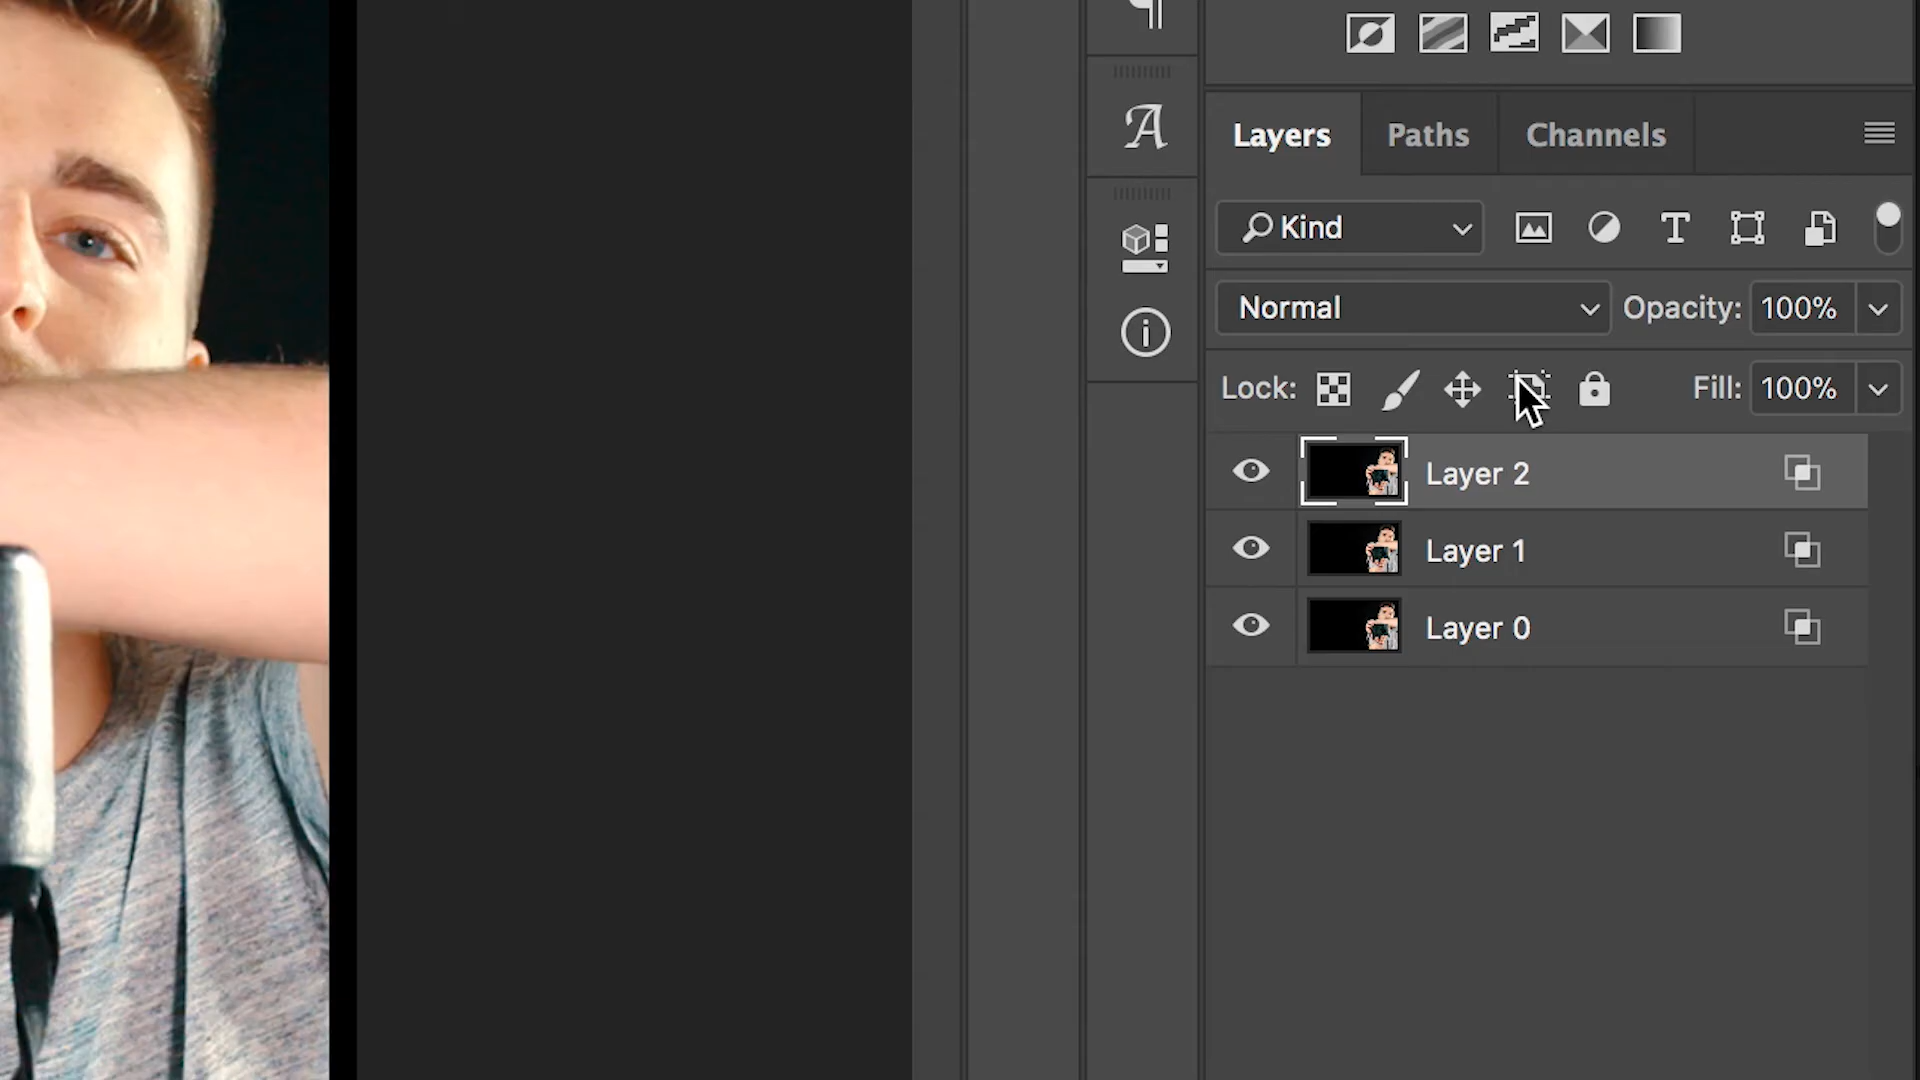 Layers Paths Channels
Kind
Normal Opacity: 100%
Lock: Fill: 100%
Layer 2
Layer 1
Layer 0